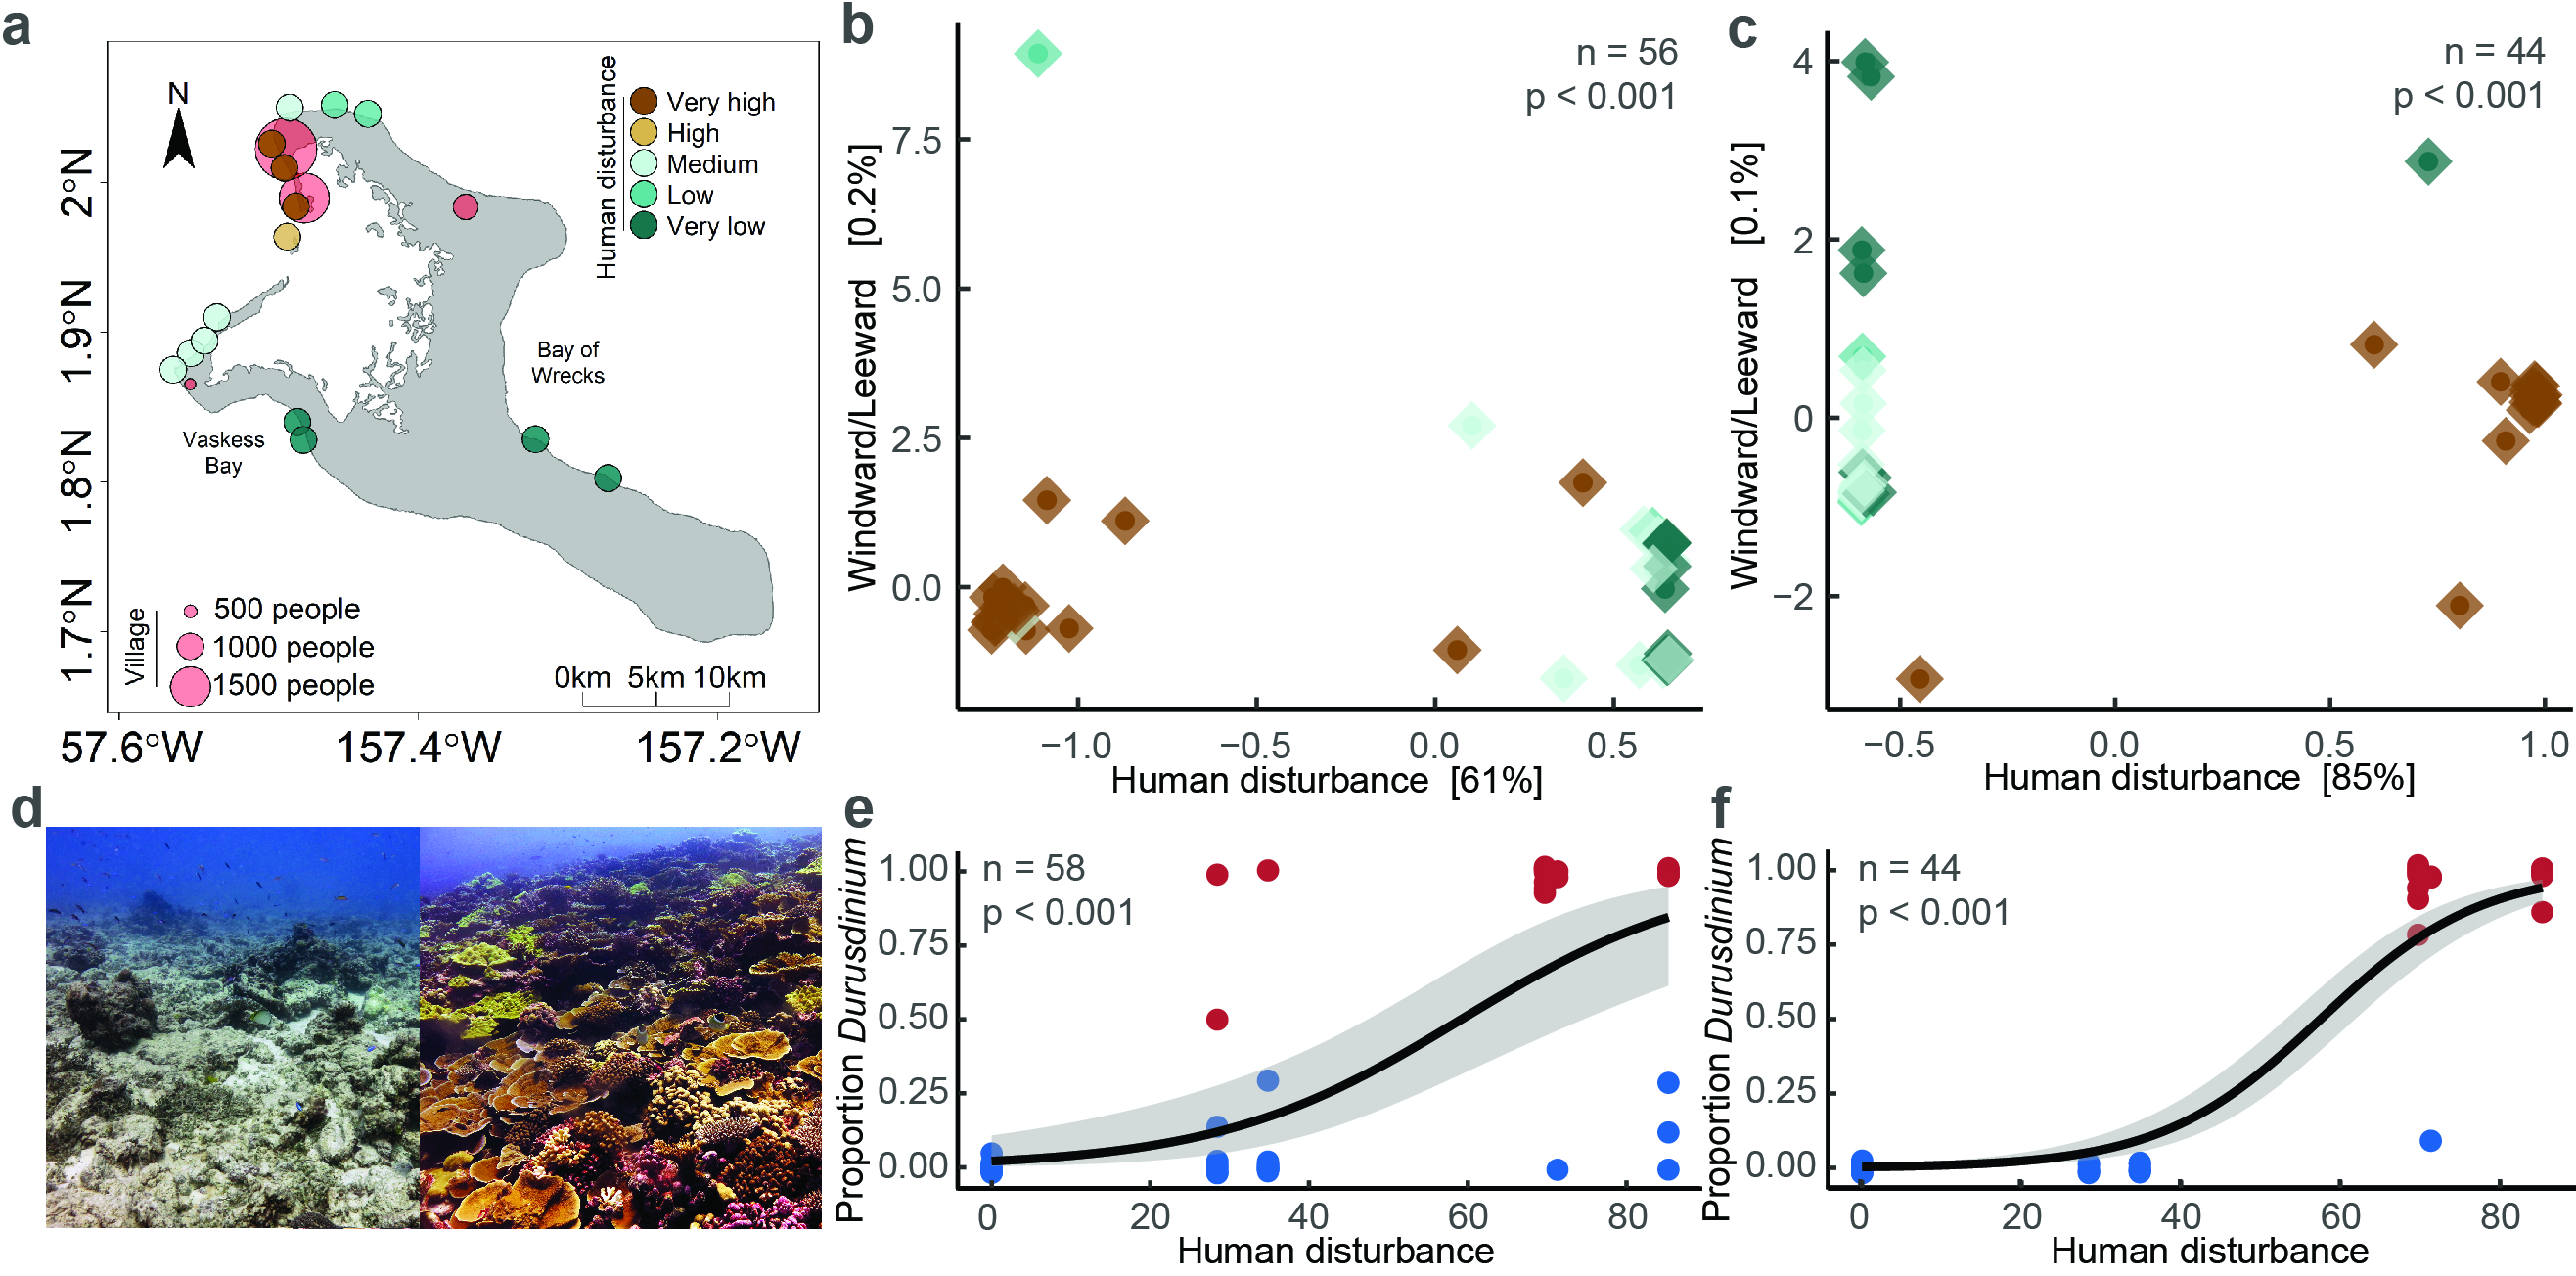 a
N
Human disturbance
Very high
High
Medium
Low
Very low
2°N
1.9°N
1.8°N
1.7°N
Bay of
Wrecks
Vaskess
Bay
Village
500 people
1000 people
1500 people
0km 5km 10km
57.6°W 157.4°W 157.2°W
b
n = 56
p < 0.001
Windward/Leeward [0.2%]
7.5
5.0
2.5
0.0
−1.0 −0.5 0.0 0.5
Human disturbance [61%]
c
n = 44
p < 0.001
Windward/Leeward [0.1%]
4
2
0
−2
−0.5 0.0 0.5 1.0
Human disturbance [85%]
d
e
n = 58
p < 0.001
Proportion Durusdinium
1.00
0.75
0.50
0.25
0.00
0 20 40 60 80
Human disturbance
f
n = 44
p < 0.001
Proportion Durusdinium
1.00
0.75
0.50
0.25
0.00
0 20 40 60 80
Human disturbance